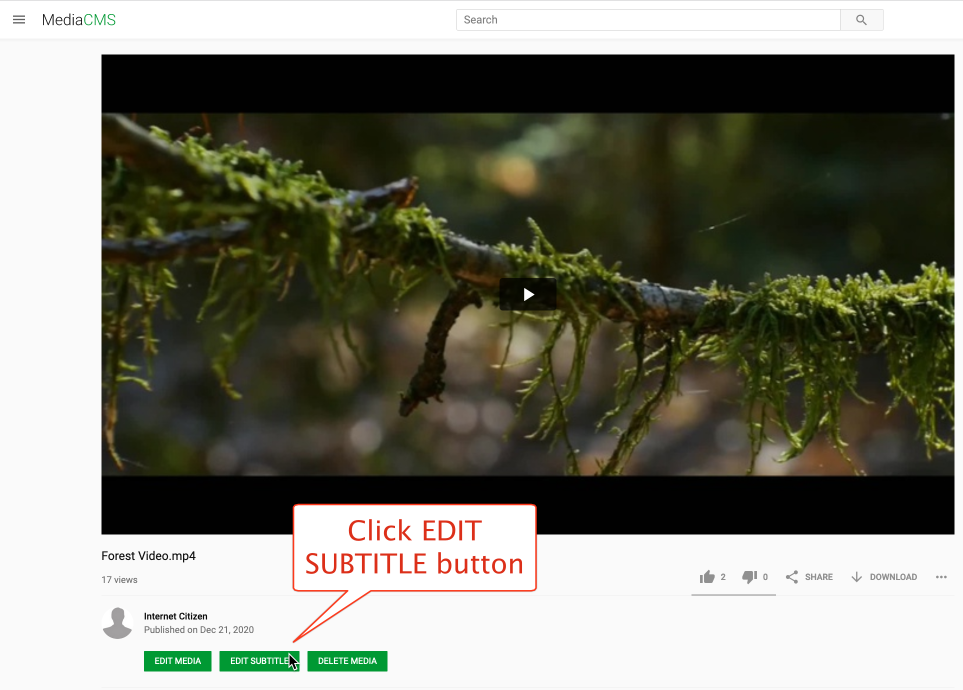 MediaCMS
Search
Click EDIT
SUBTITLE button
Forest Video.mp4
17 views
2 0 SHARE DOWNLOAD
Internet Citizen
Published on Dec 21, 2020
EDIT MEDIA EDIT SUBTITLE DELETE MEDIA